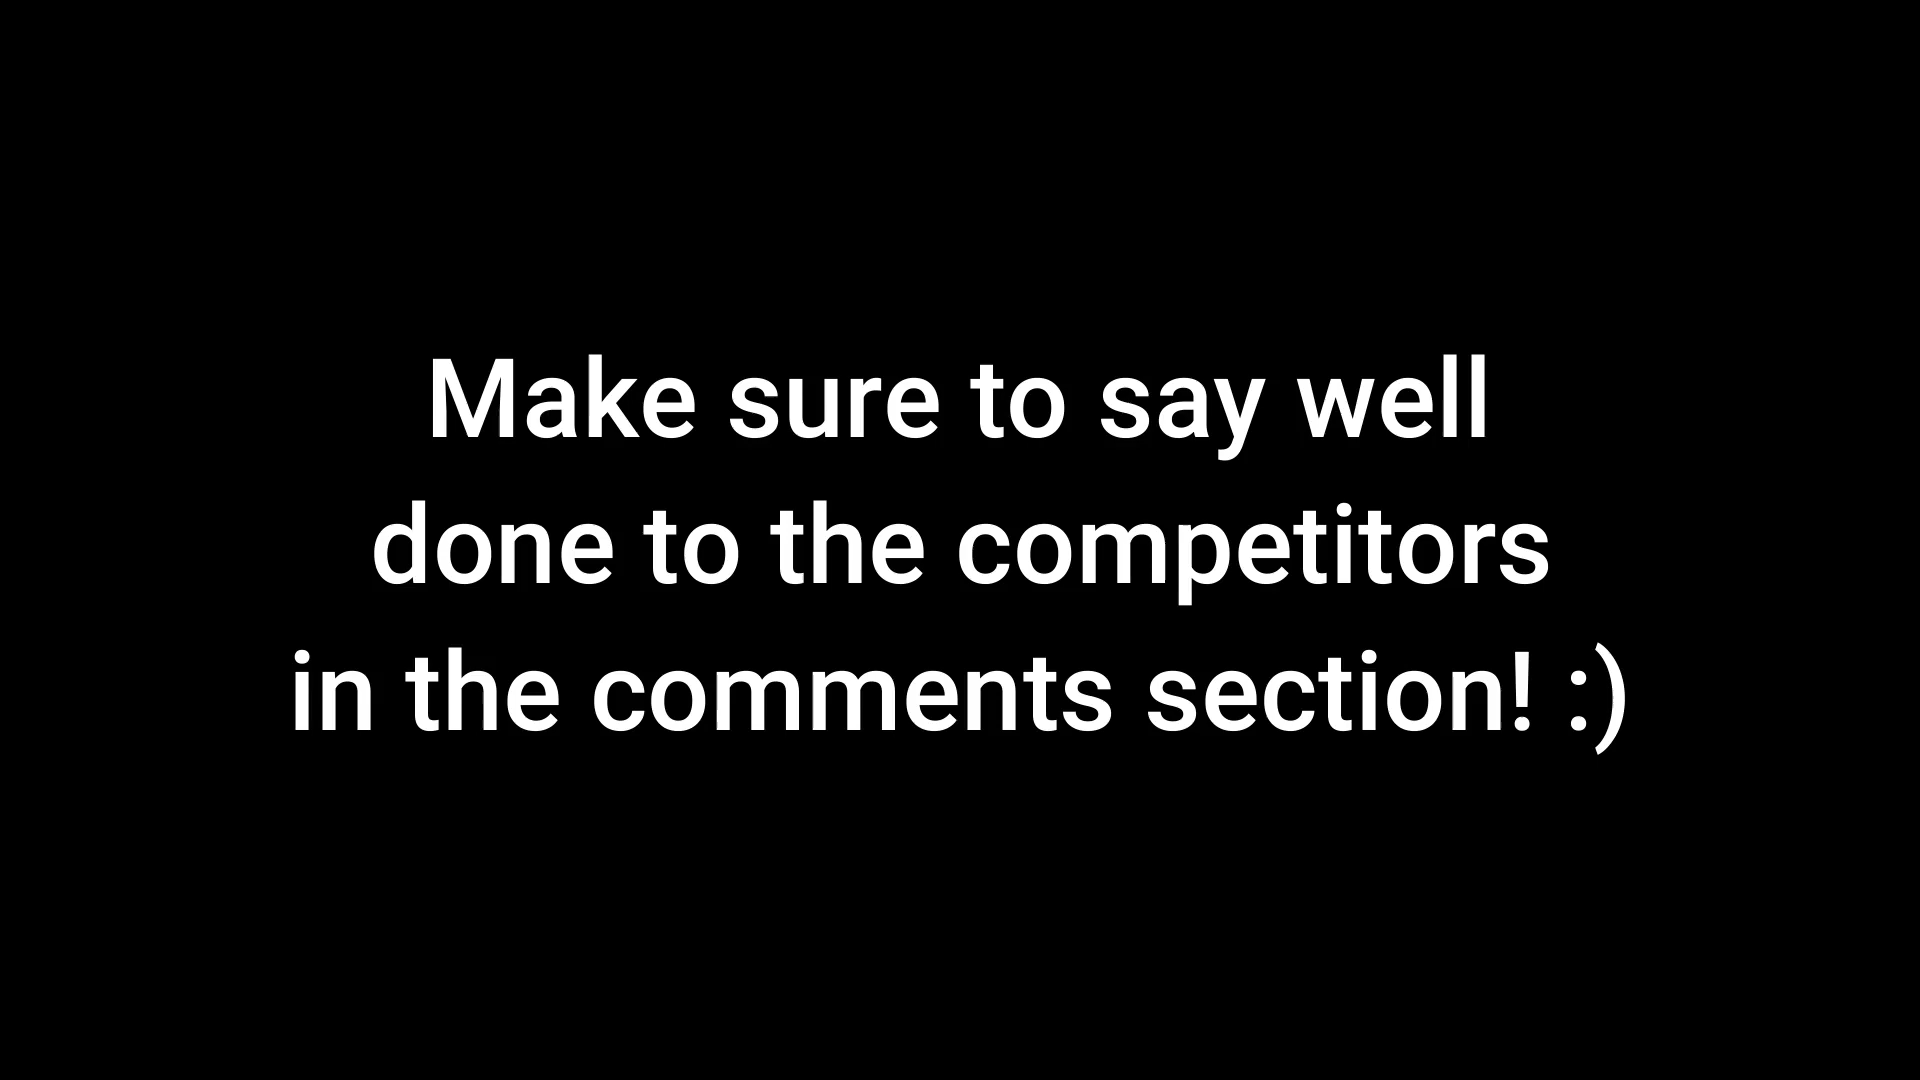 Make sure to say well
done to the competitors
in the comments section! :)